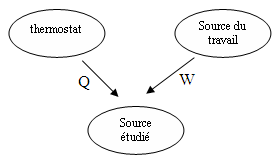 thermostat
Source du
travail
Q
W
Source
étudié